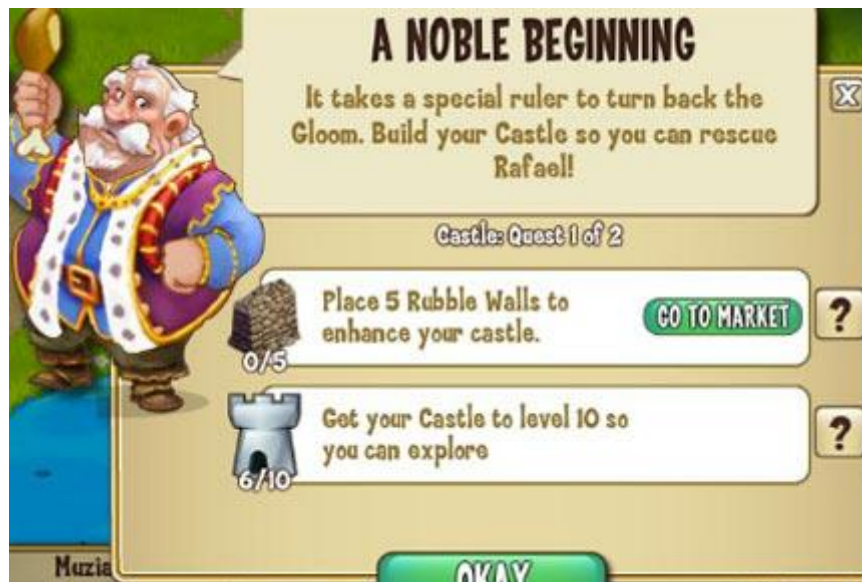 A NOBLE BEGINNING
It takes a special ruler to turn back the
Gloom. Build your Castle so you can rescue
Rafael!
Castle: Quest 1 of 2
Place 5 Rubble Walls to
enhance your castle.
GO TO MARKET
?
0/5
Get your Castle to level 10 so
you can explore
?
6/10
Muzia
OKAY